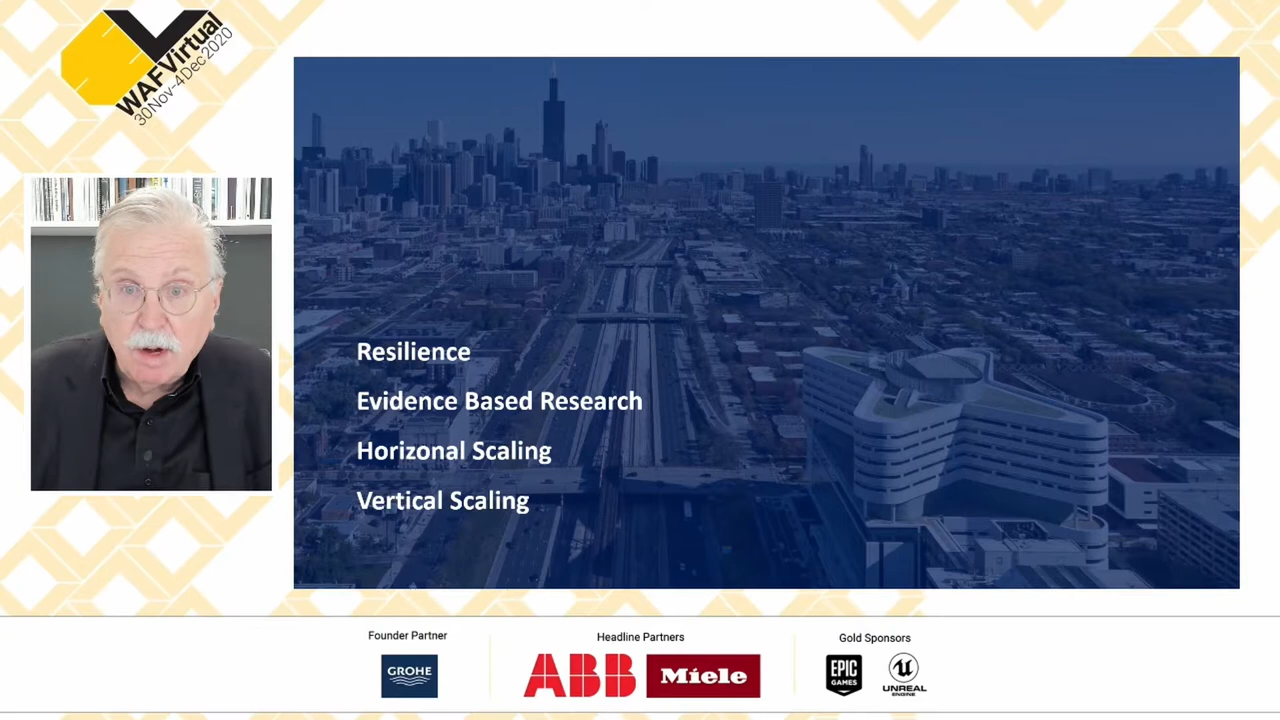 WAFVirtual
30Nov-4Dec2020
Resilience
Evidence Based Research
Horizonal Scaling
Vertical Scaling
Founder Partner
Headline Partners
Gold Sponsors
GROHE
ABB
Miele
EPIC
GAMES
UNREAL
ENGINE